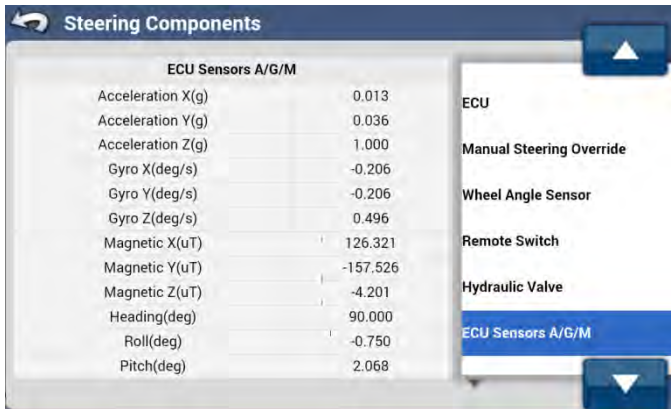 Steering Components
ECU Sensors A/G/M
Acceleration X(g) 0.013
Acceleration Y(g) 0.036
Acceleration Z(g) 1.000
Gyro X(deg/s) -0.206
Gyro Y(deg/s) -0.206
Gyro Z(deg/s) 0.496
Magnetic X(uT) 126.321
Magnetic Y(uT) -157.526
Magnetic Z(uT) -4.201
Heading(deg) 90.000
Roll(deg) -0.750
Pitch(deg) 2.068
ECU
Manual Steering Override
Wheel Angle Sensor
Remote Switch
Hydraulic Valve
ECU Sensors A/G/M